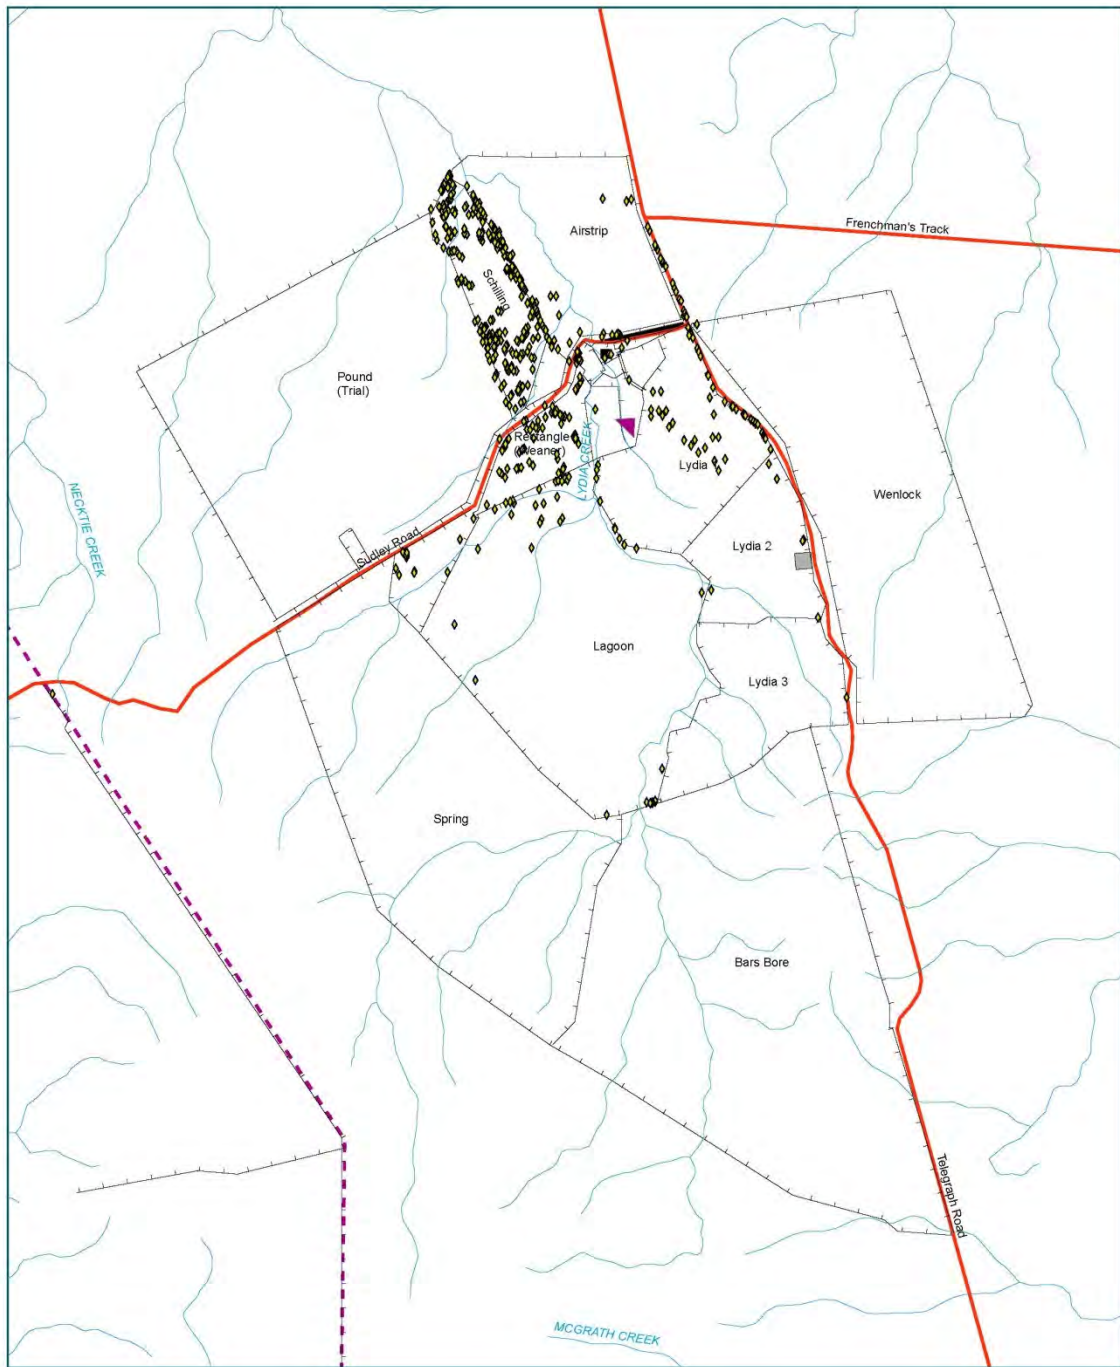 Frenchman's Track
Airstrip
Schilling
Pound
(Trial)
Rectangle
(Weaner)
LYDIA CREEK
Lydia
Wenlock
NECKTIE CREEK
Sudley Road
Lydia 2
Lagoon
Lydia 3
Spring
Bars Bore
Telegraph Road
MCGRATH CREEK